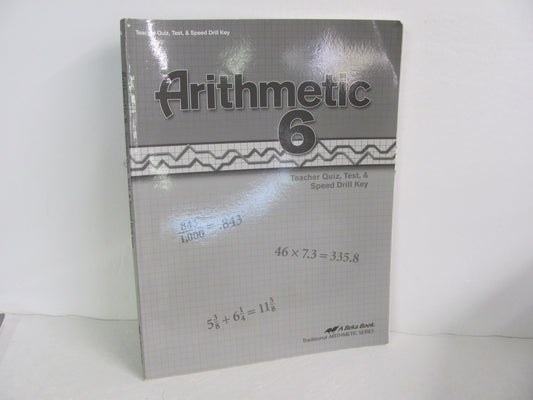 Teacher Quiz, Test, & Speed Drill Key
Arithmetic
6
Teacher Quiz, Test, &
Speed Drill Key
843/1,000 = .843
46 × 7.3 = 335.8
5 3/8 + 6 1/4 = 11 5/8
A Beka Book
Traditional ARITHMETIC SERIES